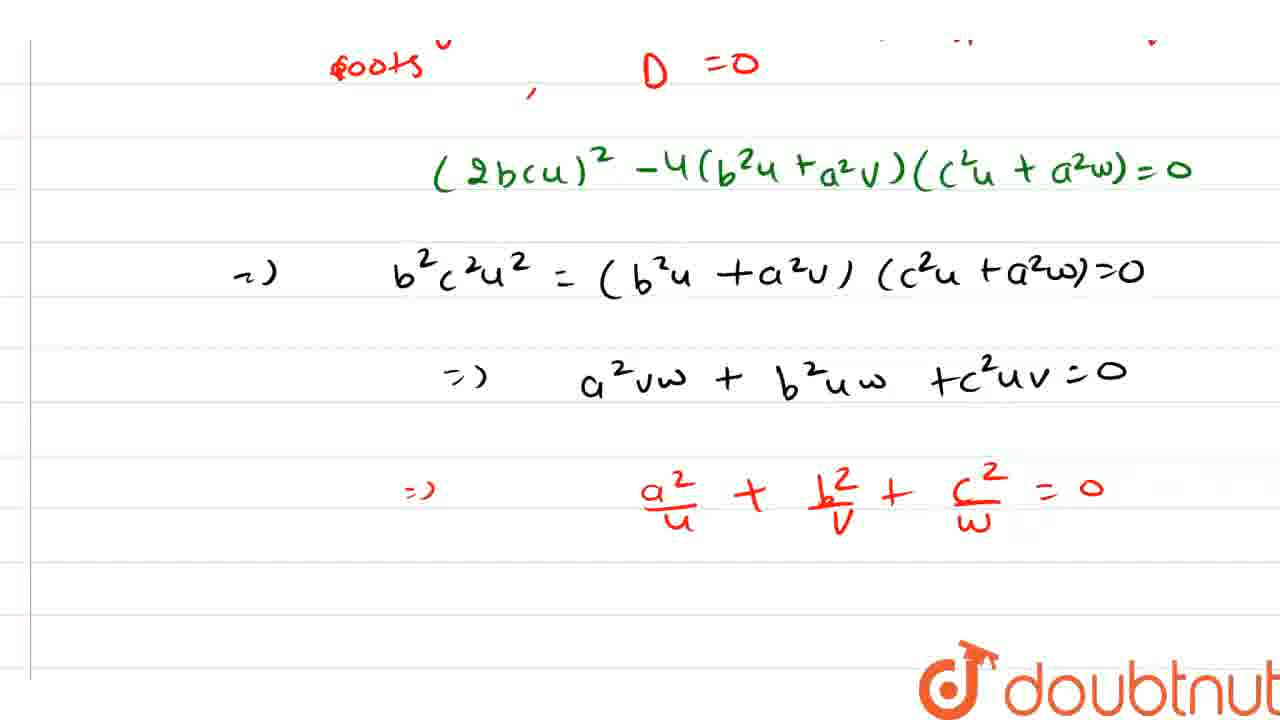 roots , D = 0
(2bcu)² - 4(b²u + a²v)(c²u + a²w) = 0
=) b²c²u² = (b²u + a²v) (c²u + a²w) = 0
=) a²vw + b²uw + c²uv = 0
=) a²/u + b²/v + c²/w = 0
doubtnut